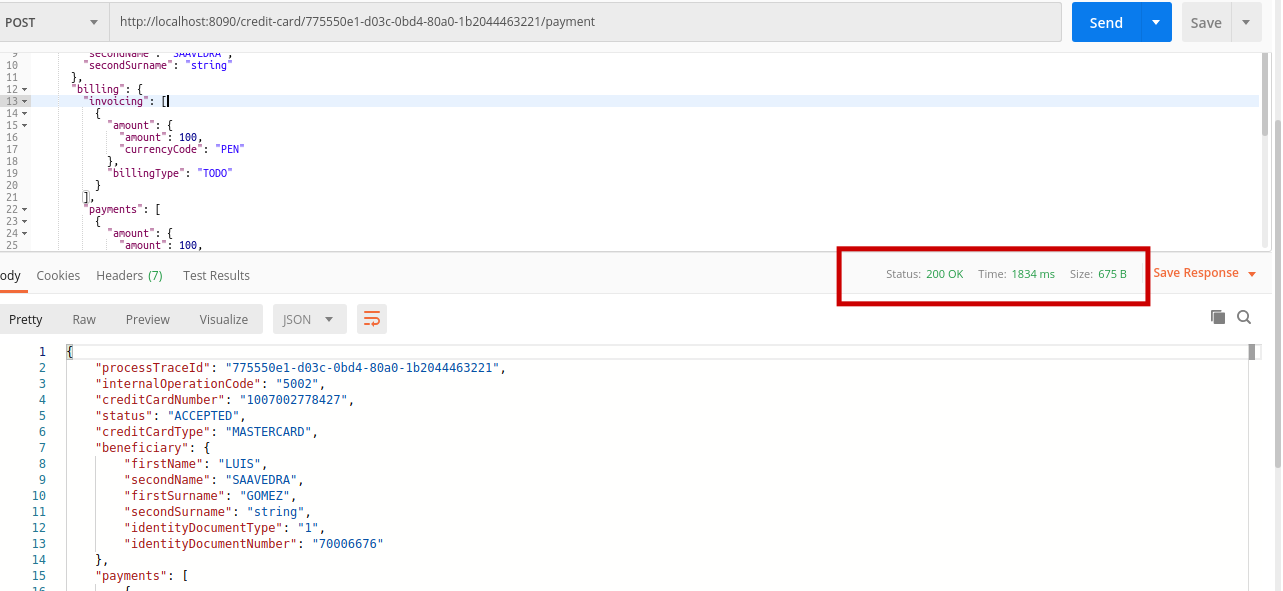 POST http://localhost:8090/credit-card/775550e1-d03c-0bd4-80a0-1b2044463221/payment Send Save
9 "secondName": "SAAVEDRA",
10 "secondSurname": "string"
11 },
12 "billing": {
13 "invoicing": [
14 {
15 "amount": {
16 "amount": 100,
17 "currencyCode": "PEN"
18 },
19 "billingType": "TODO"
20 }
21 ],
22 "payments": [
23 {
24 "amount": {
25 "amount": 100,
ody Cookies Headers (7) Test Results Status: 200 OK Time: 1834 ms Size: 675 B Save Response
Pretty Raw Preview Visualize JSON
1 {
2 "processTraceId": "775550e1-d03c-0bd4-80a0-1b2044463221",
3 "internalOperationCode": "5002",
4 "creditCardNumber": "1007002778427",
5 "status": "ACCEPTED",
6 "creditCardType": "MASTERCARD",
7 "beneficiary": {
8 "firstName": "LUIS",
9 "secondName": "SAAVEDRA",
10 "firstSurname": "GOMEZ",
11 "secondSurname": "string",
12 "identityDocumentType": "1",
13 "identityDocumentNumber": "70006676"
14 },
15 "payments": [
16 {